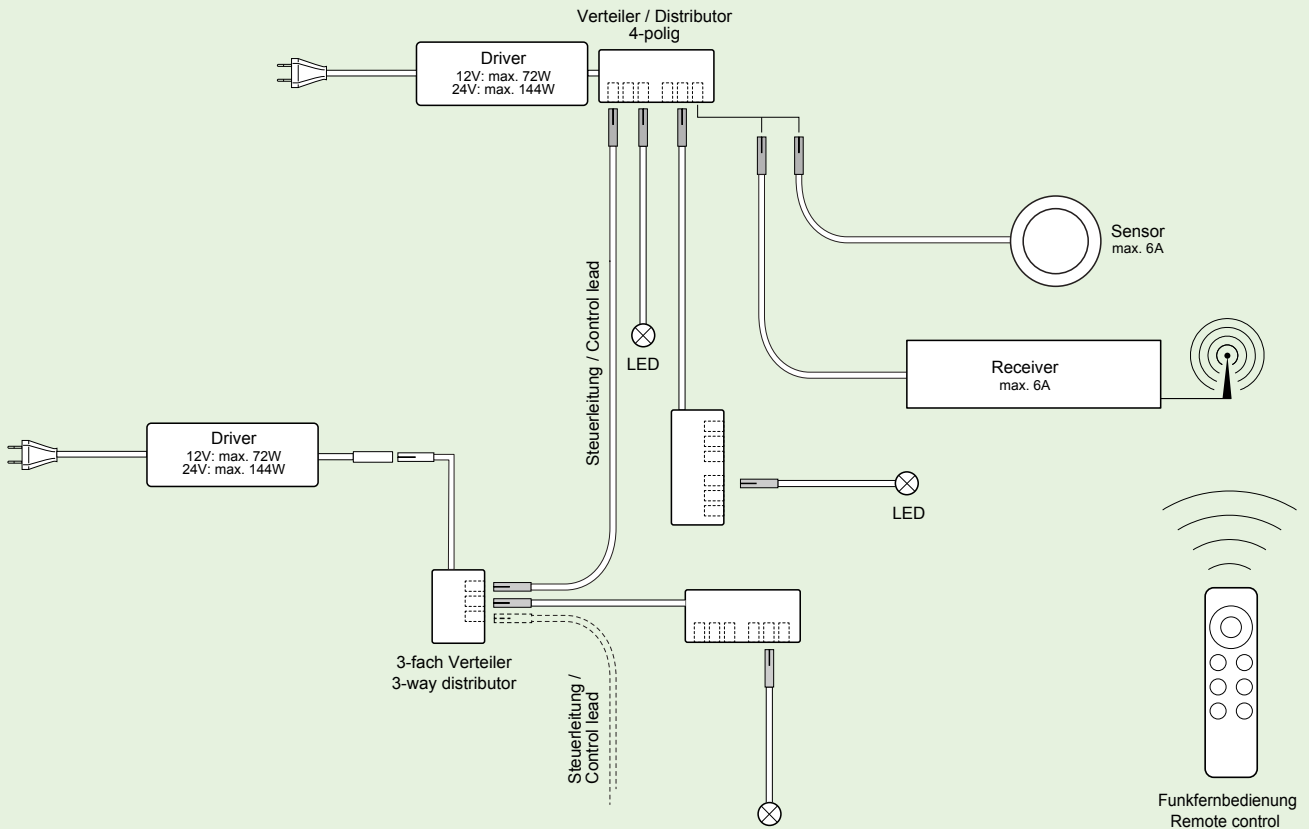 Verteiler / Distributor
4-polig
Driver
12V: max. 72W
24V: max. 144W
Sensor
max. 6A
Steuerleitung / Control lead
LED
Receiver
max. 6A
Driver
12V: max. 72W
24V: max. 144W
LED
3-fach Verteiler
3-way distributor
Steuerleitung /
Control lead
Funkfernbedienung
Remote control